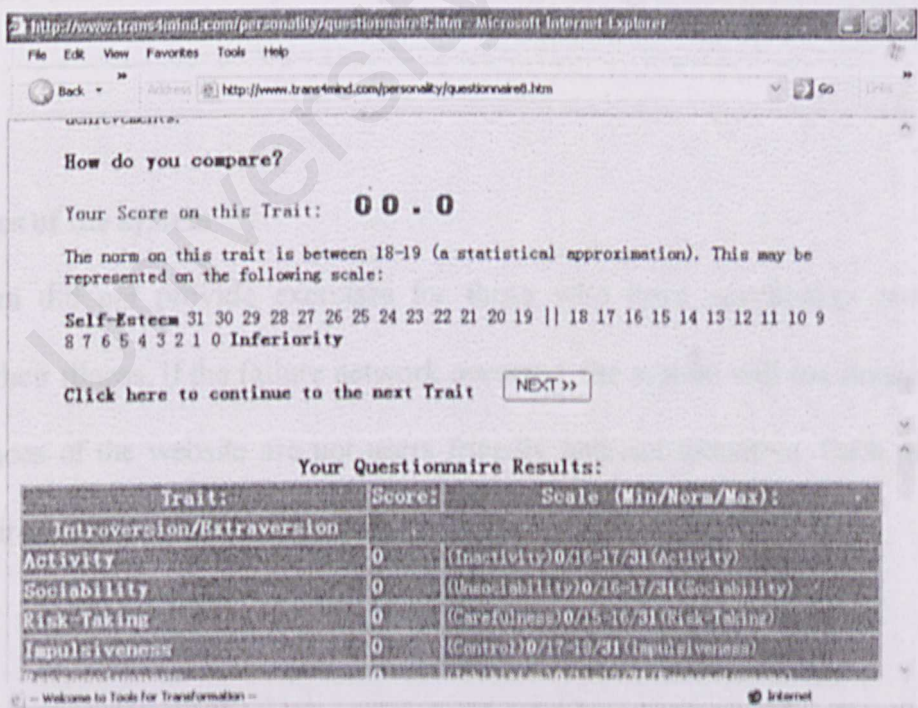 http://www.trans4mind.com/personality/questionnaire8.htm - Microsoft Internet Explorer
File Edit View Favorites Tools Help
Back Address http://www.trans4mind.com/personality/questionnaire8.htm Go Links
achievements.
How do you compare?
Your Score on this Trait: 00.0
The norm on this trait is between 18-19 (a statistical approximation). This may be
represented on the following scale:
Self-Esteem 31 30 29 28 27 26 25 24 23 22 21 20 19 || 18 17 16 15 14 13 12 11 10 9
8 7 6 5 4 3 2 1 0 Inferiority
Click here to continue to the next Trait NEXT>>
Your Questionnaire Results:
Trait: Score: Scale (Min/Norm/Max):
Introversion/Extraversion
Activity 0 (Inactivity)0/16-17/31(Activity)
Sociability 0 (Unsociability)0/16-17/31(Sociability)
Risk-Taking 0 (Carefulness)0/15-16/31(Risk-Taking)
Impulsiveness 0 (Control)0/17-18/31(Impulsiveness)
-- Welcome to Tools for Transformation -- Internet
University